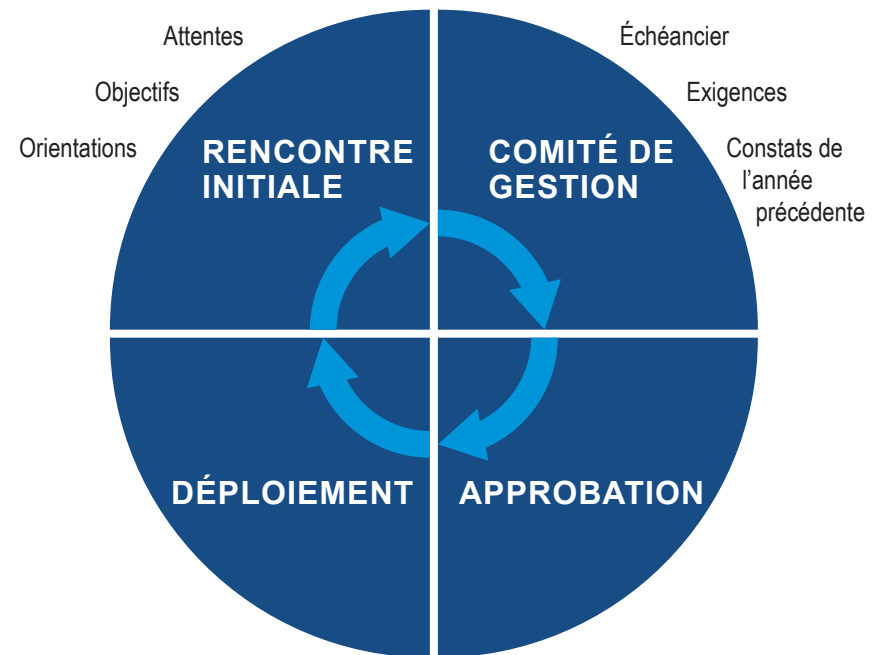 Attentes
Objectifs
Orientations
RENCONTRE
INITIALE
Échéancier
Exigences
Constats de
l’année
précédente
COMITÉ DE
GESTION
DÉPLOIEMENT
APPROBATION